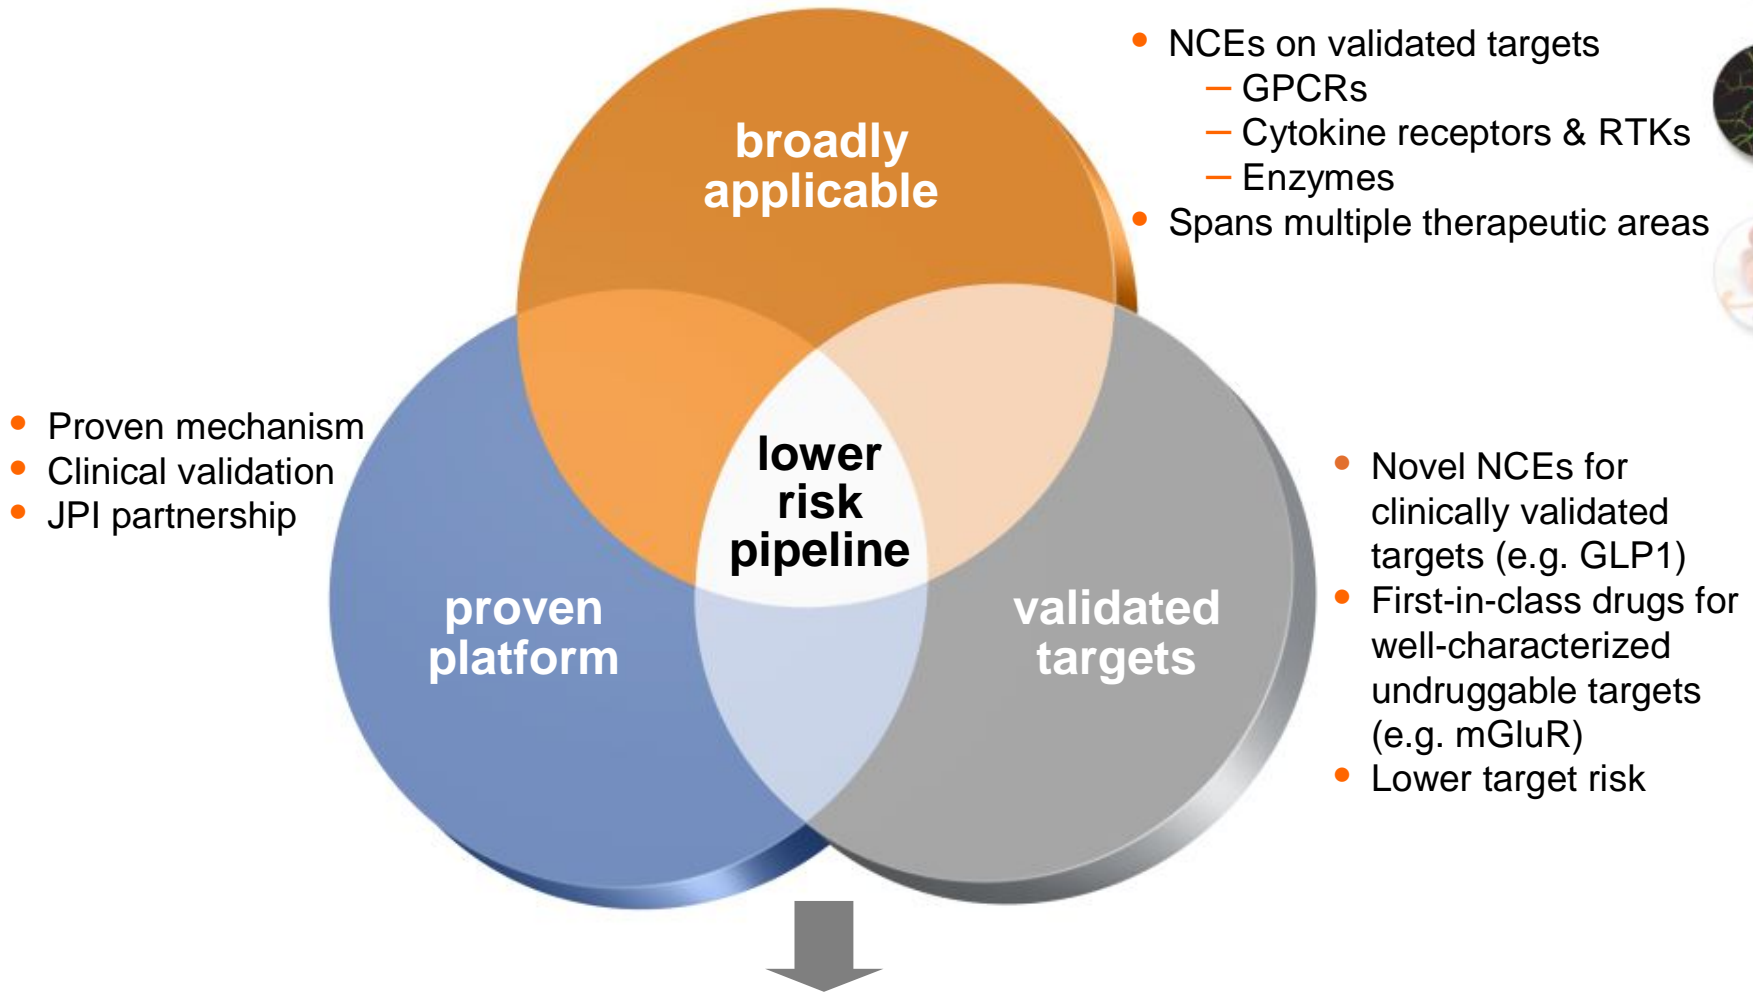 • NCEs on validated targets
– GPCRs
– Cytokine receptors & RTKs
– Enzymes
• Spans multiple therapeutic areas
broadly
applicable
• Proven mechanism
• Clinical validation
• JPI partnership
lower
risk
pipeline
proven
platform
validated
targets
• Novel NCEs for
clinically validated
targets (e.g. GLP1)
• First-in-class drugs for
well-characterized
undruggable targets
(e.g. mGluR)
• Lower target risk